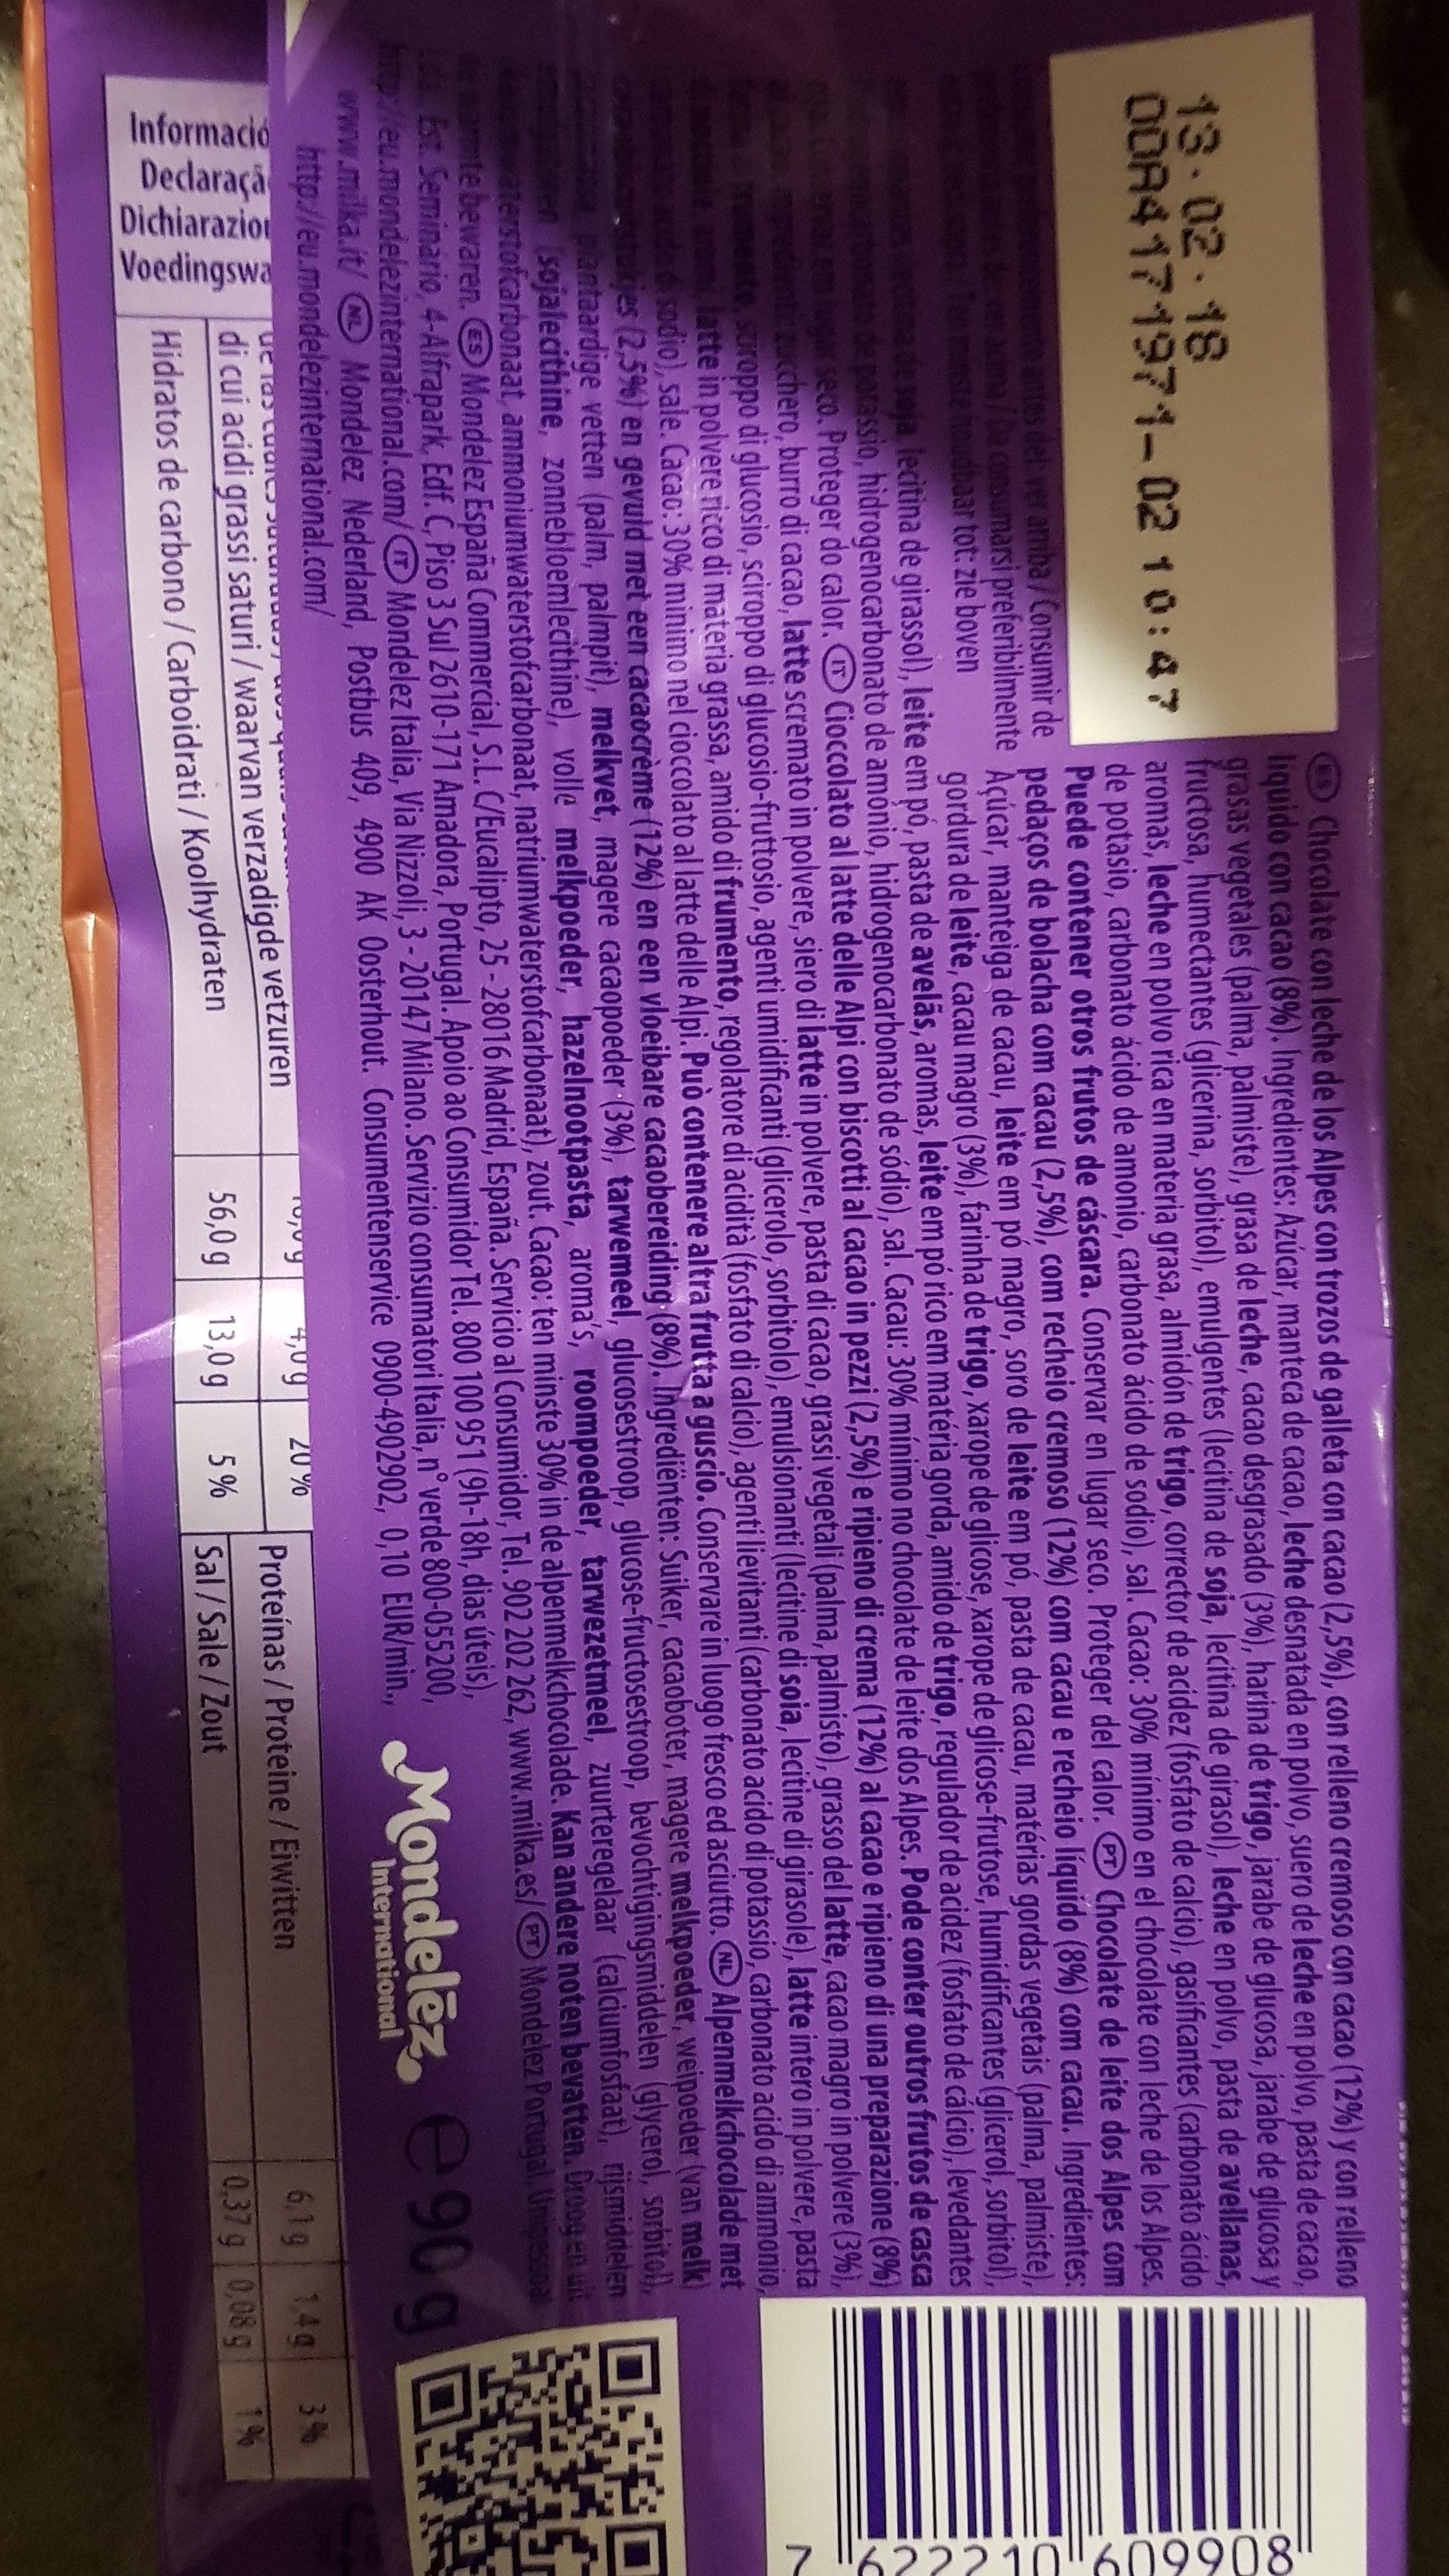 13.02.18
OOA4171971-02 10:47
ES Chocolate con leche de los Alpes con trozos de galleta con cacao (2,5%), con relleno cremoso con cacao (12%) y con relleno
líquido con cacao (8%). Ingredientes: Azúcar, manteca de cacao, leche desnatada en polvo, suero de leche en polvo, pasta de cacao,
grasas vegetales (palma, palmiste), grasa de leche, cacao desgrasado (3%), harina de trigo, jarabe de glucosa, jarabe de glucosa y
fructosa, humectantes (glicerina, sorbitol), emulgentes (lecitina de soja, lecitina de girasol), leche en polvo, pasta de avellanas,
aromas, leche en polvo rica en materia grasa, almidón de trigo, corrector de acidez (fosfato de calcio), gasificantes (carbonato ácido
de potasio, carbonato ácido de amonio, carbonato ácido de sodio), sal. Cacao: 30% mínimo en el chocolate con leche de los Alpes.
Puede contener otros frutos de cáscara. Conservar en lugar seco. Proteger del calor. PT Chocolate de leite dos Alpes com
pedaços de bolacha com cacau (2,5%), com recheio cremoso (12%) com cacau e recheio líquido (8%) com cacau. Ingredientes:
antes del: ver arriba / Consumir de
Da consumarsi preferibilmente
Ten minste houdbaar tot: zie boven
Açúcar, manteiga de cacau, leite em pó magro, soro de leite em pó, pasta de cacau, matérias gordas vegetais (palma, palmiste),
gordura de leite, cacau magro (3%), farinha de trigo, xarope de glicose, xarope de glicose-frutose, humidificantes (glicerol, sorbitol),
lecitina de soja, lecitina de girassol), leite em pó, pasta de avelãs, aromas, leite em pó rico em matéria gorda, amido de trigo, regulador de acidez (fosfato de cálcio), levedantes
potássio, hidrogenocarbonato de amónio, hidrogenocarbonato de sódio), sal. Cacau: 30% mínimo no chocolate de leite dos Alpes. Pode conter outros frutos de casca
lugar seco. Proteger do calor. IT Cioccolato al latte delle Alpi con biscotti al cacao in pezzi (2,5%) e ripieno di crema (12%) al cacao e ripieno di una preparazione (8%)
zucchero, burro di cacao, latte scremato in polvere, siero di latte in polvere, pasta di cacao, grassi vegetali (palma, palmisto), grasso del latte, cacao magro in polvere (3%),
frumento, sciroppo di glucosio, sciroppo di glucosio-fruttosio, agenti umidificanti (glicerolo, sorbitolo), emulsionanti (lecitine di soia, lecitine di girasole), latte intero in polvere, pasta
latte in polvere ricco di materia grassa, amido di frumento, regolatore di acidità (fosfato di calcio), agenti lievitanti (carbonato acido di potassio, carbonato acido di ammonio,
sodio), sale. Cacao: 30% minimo nel cioccolato al latte delle Alpi. Può contenere altra frutta a guscio. Conservare in luogo fresco ed asciutto. NL Alpenmelkchocolade met
(2,5%) en gevuld met een cacaocrème (12%) en een vloeibare cacaobereiding (8%). Ingrediënten: Suiker, cacaoboter, magere melkpoeder, weipoeder (van melk)
plantaardige vetten (palm, palmpit), melkvet, magere cacaopoeder (3%), tarwemeel, glucosestroop, glucose-fructosestroop, bevochtigingsmiddelen (glycerol, sorbitol),
sojalecithine, zonnebloemlecithine), volle melkpoeder, hazelnootpasta, aroma's, roompoeder, tarwezetmeel, zuurteregelaar (calciumfosfaat), rijsmiddelen
ammoniumwaterstofcarbonaat, natriumwaterstofcarbonaat), zout. Cacao: ten minste 30% in de alpenmelkchocolade. Kan andere noten bevatten. Droog en uit
bewaren. ES Mondelez España Commercial, S.L. C/Eucalipto, 25 - 28016 Madrid, España. Servicio al Consumidor, Tel. 902 202 262, www.milka.es/ PT Mondelez Portugal,
Est. Seminario, 4-Alfrapark, Edf. C, Piso 3 Sul 2610-171 Amadora, Portugal. Apoio ao Consumidor Tel. 800 100 951 (9h-18h, dias úteis),
http://eu.mondelezinternational.com/ IT Mondelez Italia, Via Nizzoli, 3 - 20147 Milano. Servizio consumatori Italia, n° verde 800-055200,
www.milka.it/ NL Mondelez Nederland, Postbus 409, 4900 AK Oosterhout. Consumentenservice 0900-4902902, 0,10 EUR/min.,
http://eu.mondelezinternational.com/
Mondelēz
International
e 90 g
7 622210 609908
Informació
Declaraçã
Dichiarazion
Voedingswa
4,0 g 20 %
di cui acidi grassi saturi / waarvan verzadigde vetzuren
Hidratos de carbono / Carboidrati / Koolhydraten 56,0 g 13,0 g 5 %
Proteínas / Proteine / Eiwitten 6,1 g 1,4 g 3 %
Sal / Sale / Zout 0,37 g 0,08 g 1 %